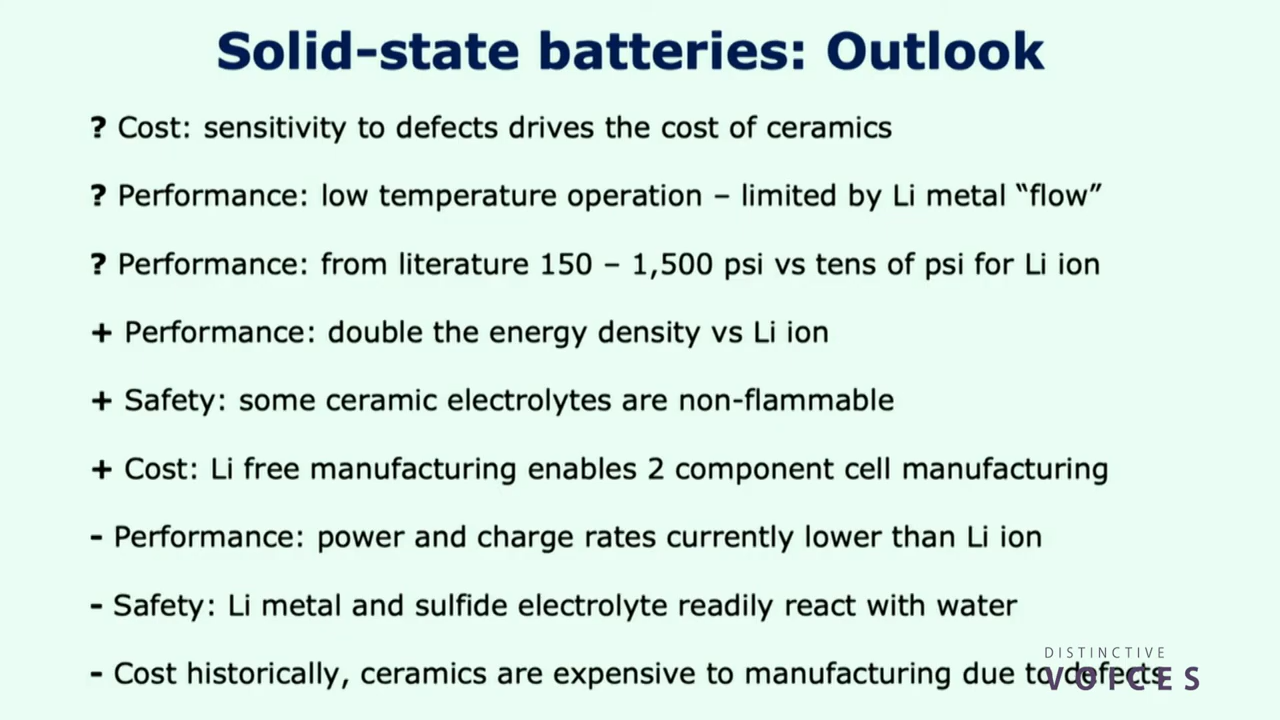 Solid-state batteries: Outlook
? Cost: sensitivity to defects drives the cost of ceramics
? Performance: low temperature operation – limited by Li metal “flow”
? Performance: from literature 150 – 1,500 psi vs tens of psi for Li ion
+ Performance: double the energy density vs Li ion
+ Safety: some ceramic electrolytes are non-flammable
+ Cost: Li free manufacturing enables 2 component cell manufacturing
- Performance: power and charge rates currently lower than Li ion
- Safety: Li metal and sulfide electrolyte readily react with water
- Cost historically, ceramics are expensive to manufacturing due to defects
DISTINCTIVE
VOICES